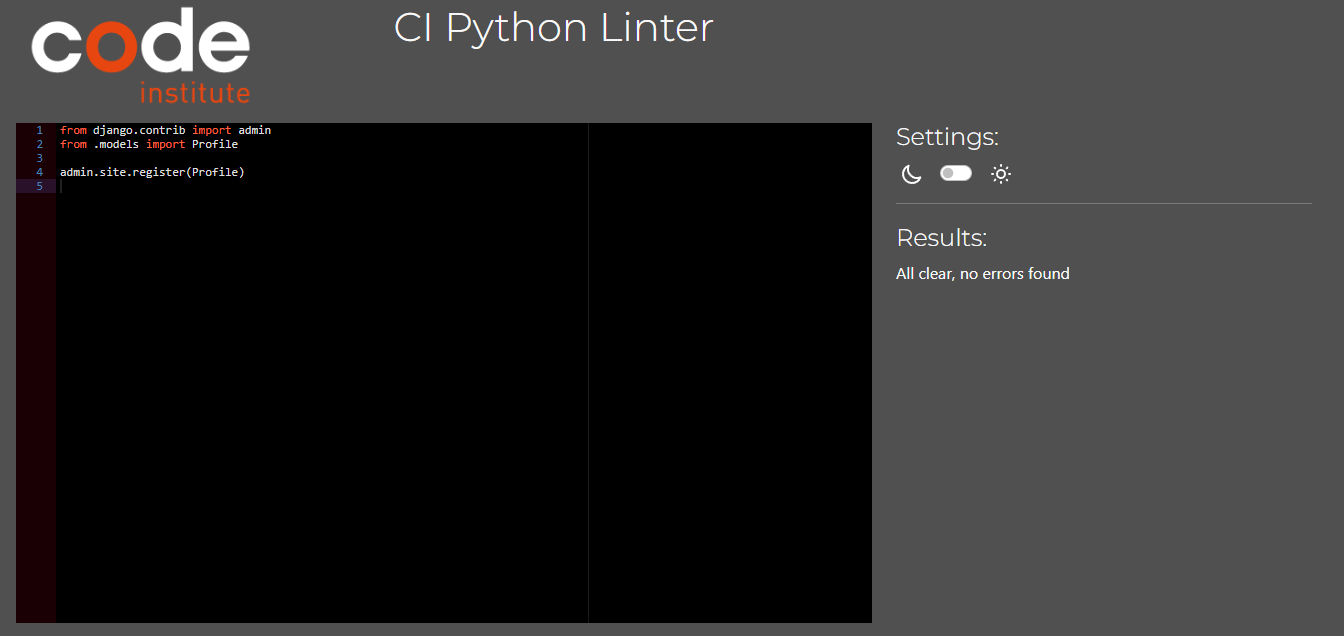 code
institute
CI Python Linter
1 from django.contrib import admin
2 from .models import Profile
3
4 admin.site.register(Profile)
5
Settings:
Results:
All clear, no errors found